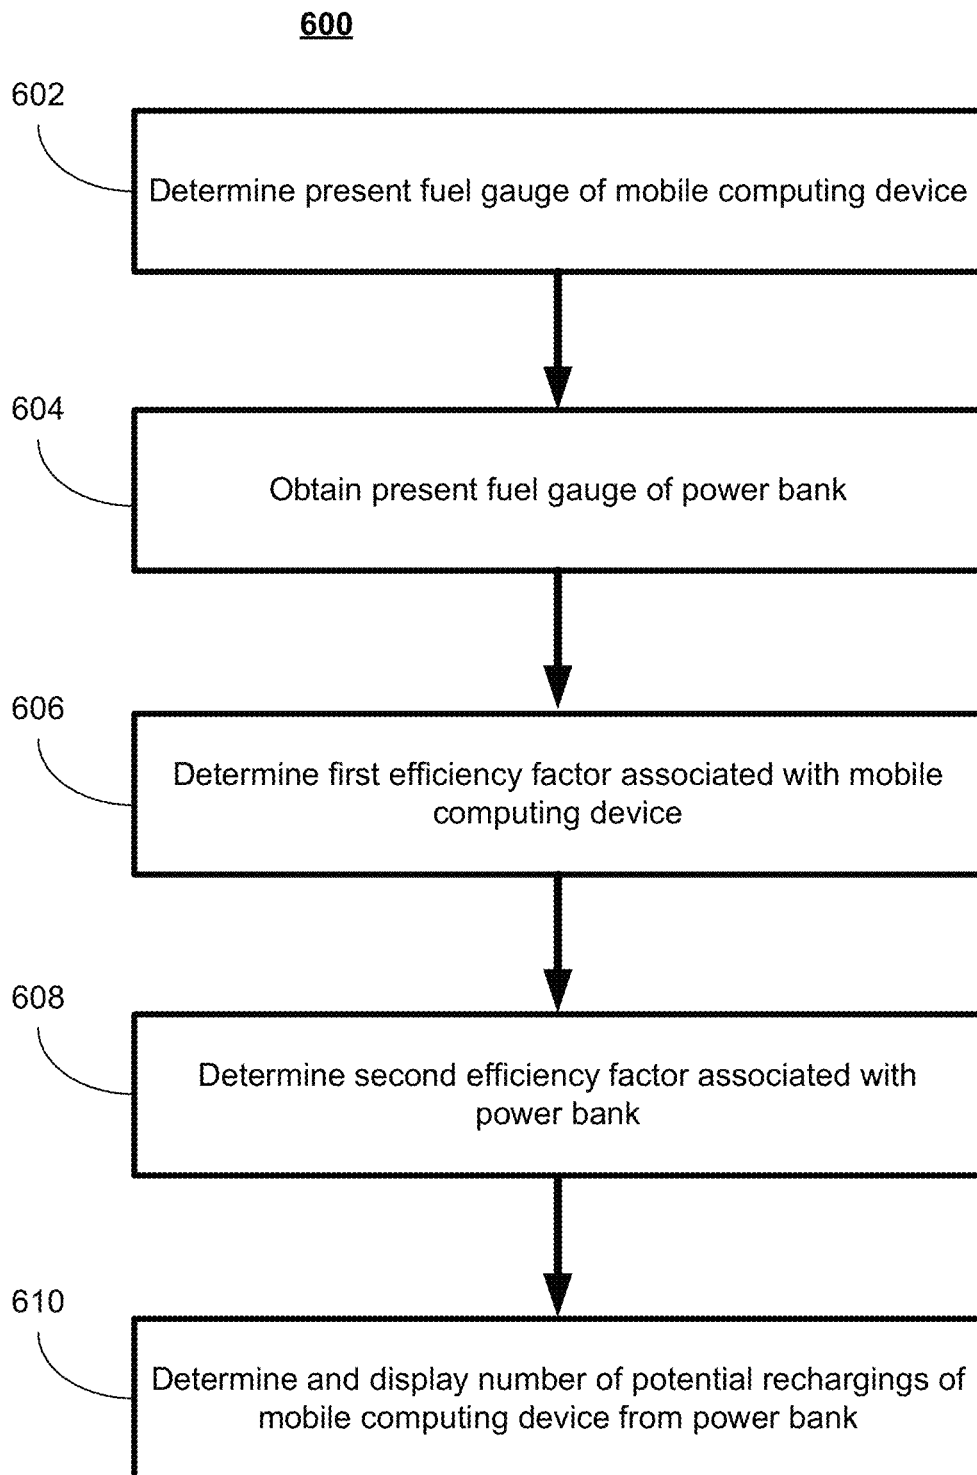 600
602
Determine present fuel gauge of mobile computing device
604
Obtain present fuel gauge of power bank
606
Determine first efficiency factor associated with mobile
computing device
608
Determine second efficiency factor associated with
power bank
610
Determine and display number of potential rechargings of
mobile computing device from power bank